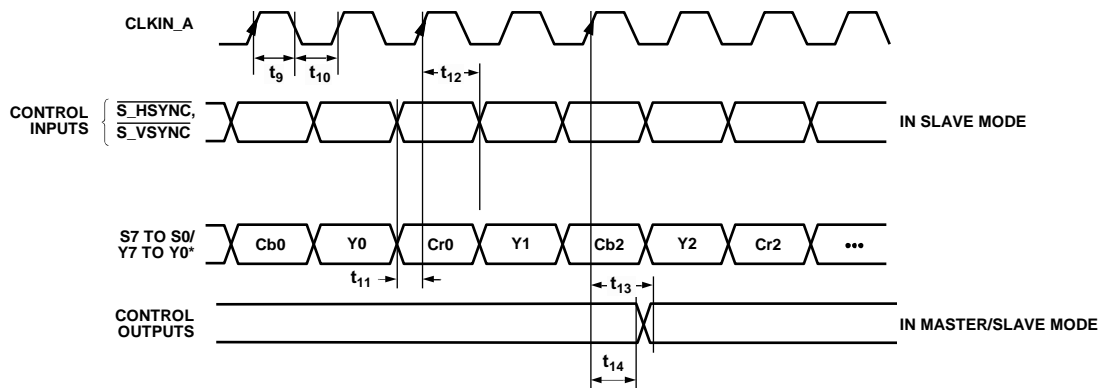 CLKIN_A
t9
t10
t12
CONTROL
INPUTS
S_HSYNC,
S_VSYNC
IN SLAVE MODE
S7 TO S0/
Y7 TO Y0*
Cb0
Y0
Cr0
Y1
Cb2
Y2
Cr2
•••
t11
t13
CONTROL
OUTPUTS
IN MASTER/SLAVE MODE
t14